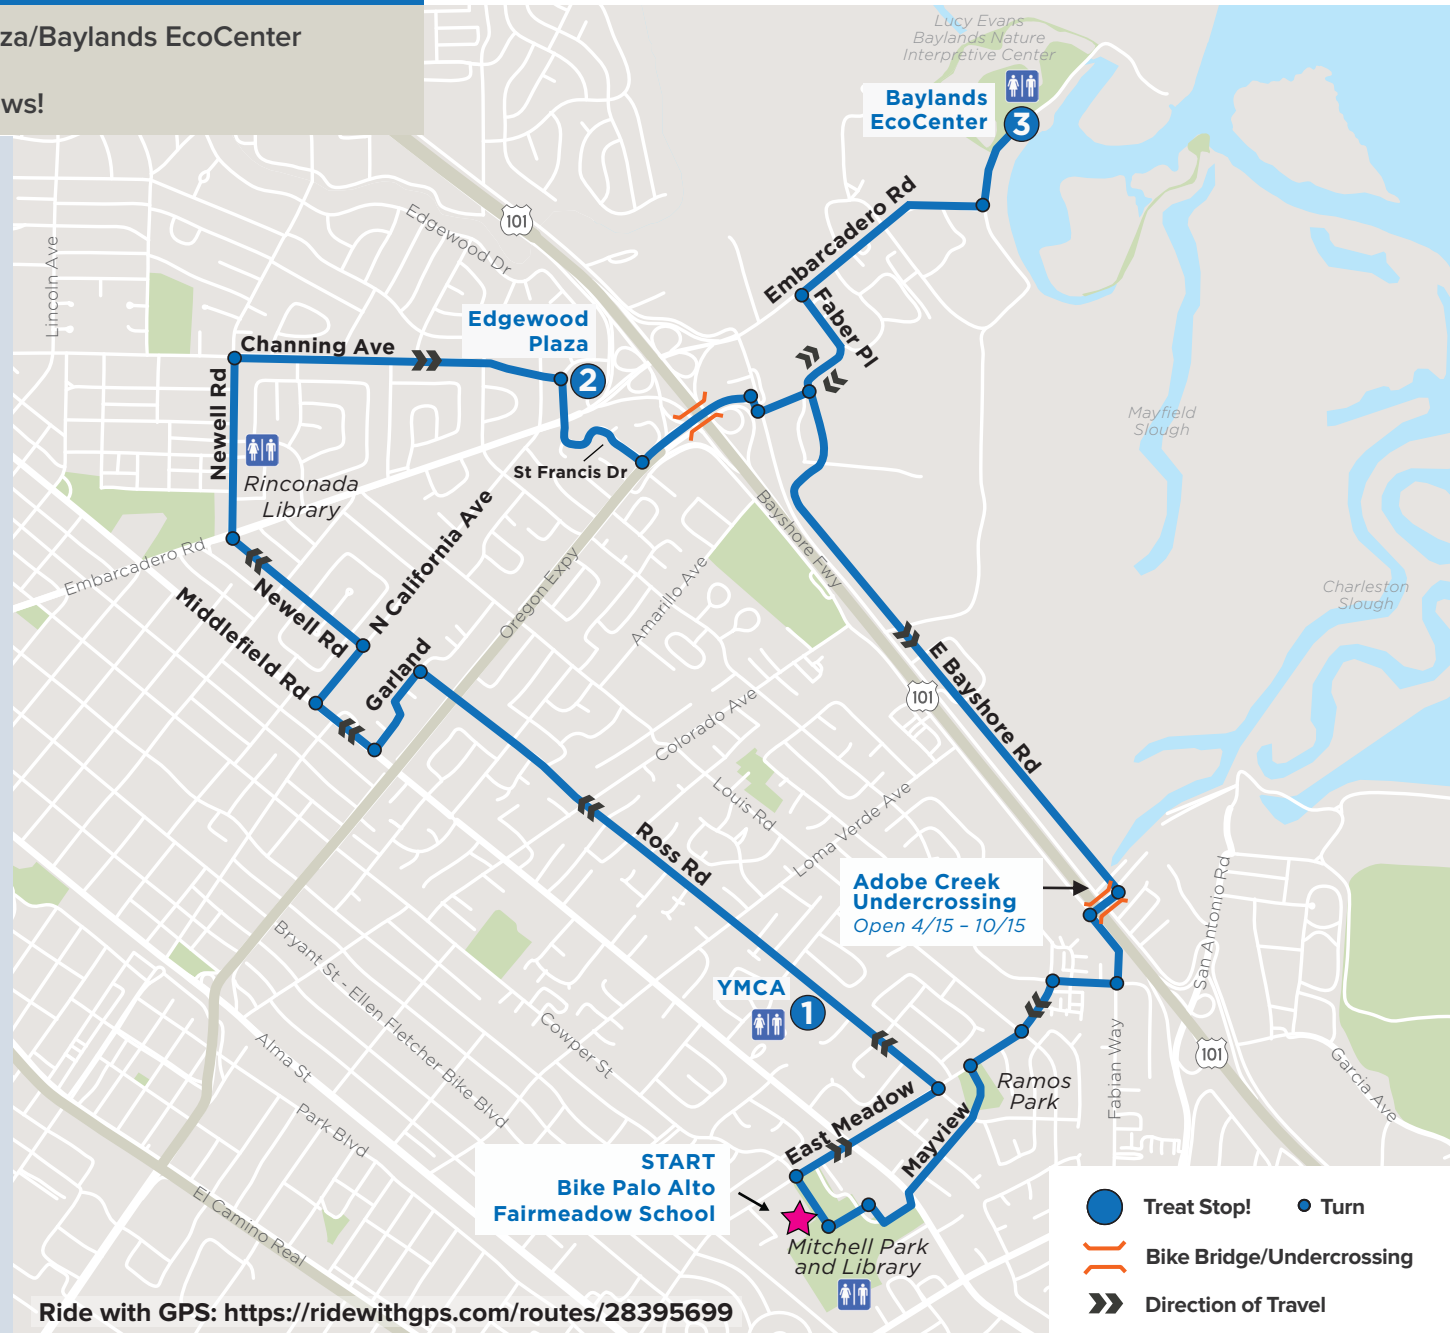 za/Baylands EcoCenter
ws!
Lucy Evans
Baylands Nature
Interpretive Center
Baylands
EcoCenter
3
Embarcadero Rd
Faber Pl
101
Edgewood Dr
Lincoln Ave
Edgewood
Plaza
2
Channing Ave
Newell Rd
Rinconada
Library
St Francis Dr
Mayfield
Slough
Bayshore Fwy
Embarcadero Rd
N California Ave
Newell Rd
Middlefield Rd
Garland
Oregon Expy
Amarillo Ave
Charleston
Slough
E Bayshore Rd
101
Colorado Ave
Louis Rd
Loma Verde Ave
Ross Rd
Adobe Creek
Undercrossing
Open 4/15 – 10/15
San Antonio Rd
YMCA
1
Bryant St - Ellen Fletcher Bike Blvd
Cowper St
Alma St
Park Blvd
El Camino Real
Fabian Way
101
Garcia Ave
Ramos
Park
East Meadow
Mayview
START
Bike Palo Alto
Fairmeadow School
Mitchell Park
and Library
Treat Stop!
Turn
Bike Bridge/Undercrossing
Direction of Travel
Ride with GPS: https://ridewithgps.com/routes/28395699